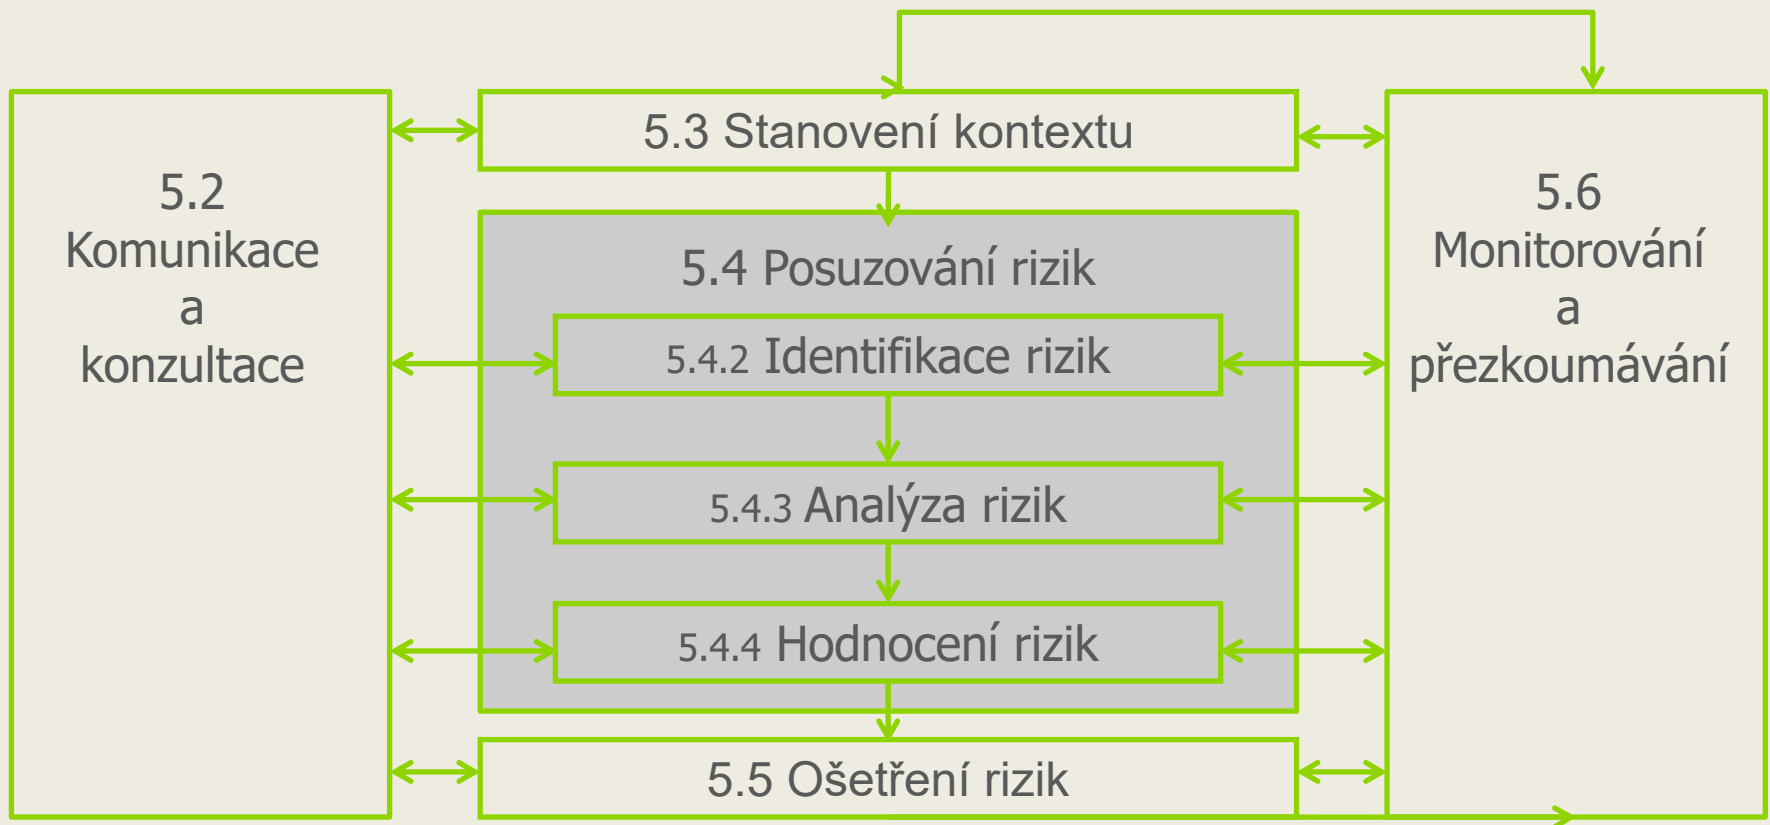 5.2
Komunikace
a
konzultace
5.3 Stanovení kontextu
5.4 Posuzování rizik
5.4.2 Identifikace rizik
5.4.3 Analýza rizik
5.4.4 Hodnocení rizik
5.5 Ošetření rizik
5.6
Monitorování
a
přezkoumávání